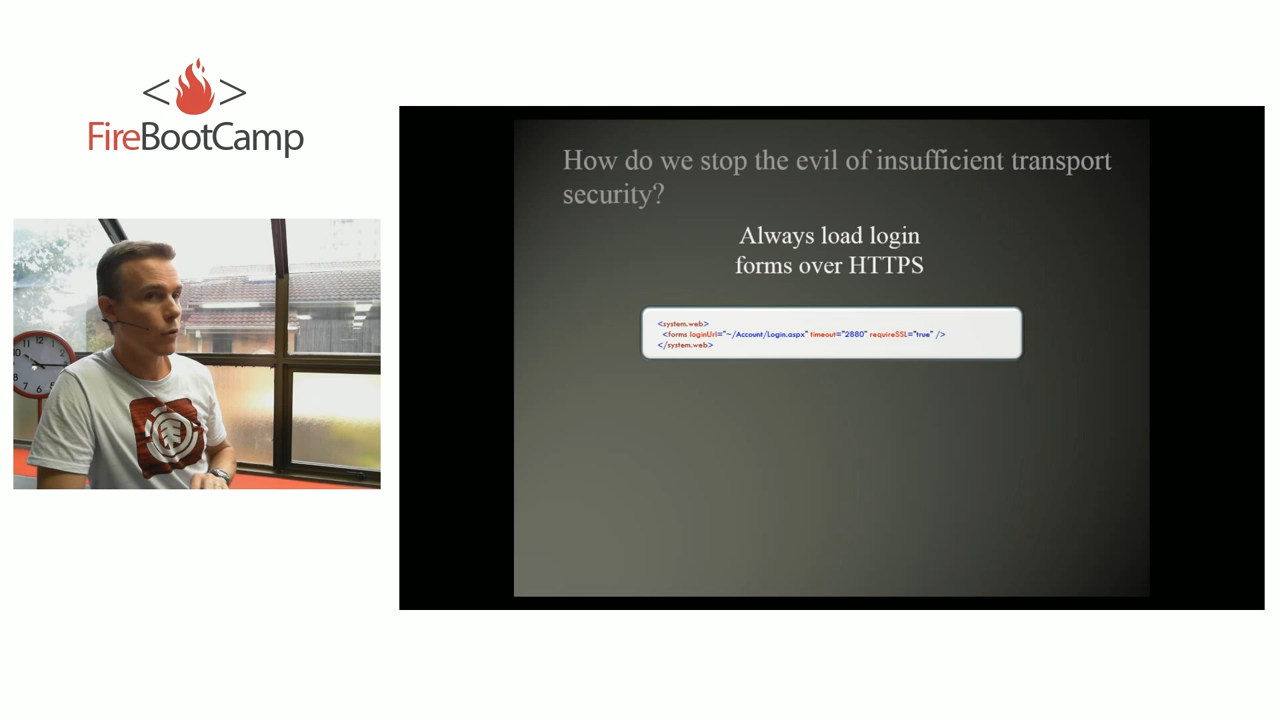 FireBootCamp
How do we stop the evil of insufficient transport
security?
Always load login
forms over HTTPS
<system.web>
<forms loginUrl="~/Account/Login.aspx" timeout="2880" requireSSL="true" />
</system.web>